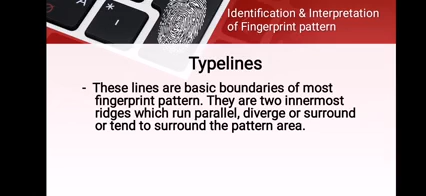 Identification & Interpretation
of Fingerprint pattern
Typelines
- These lines are basic boundaries of most
fingerprint pattern. They are two innermost
ridges which run parallel, diverge or surround
or tend to surround the pattern area.